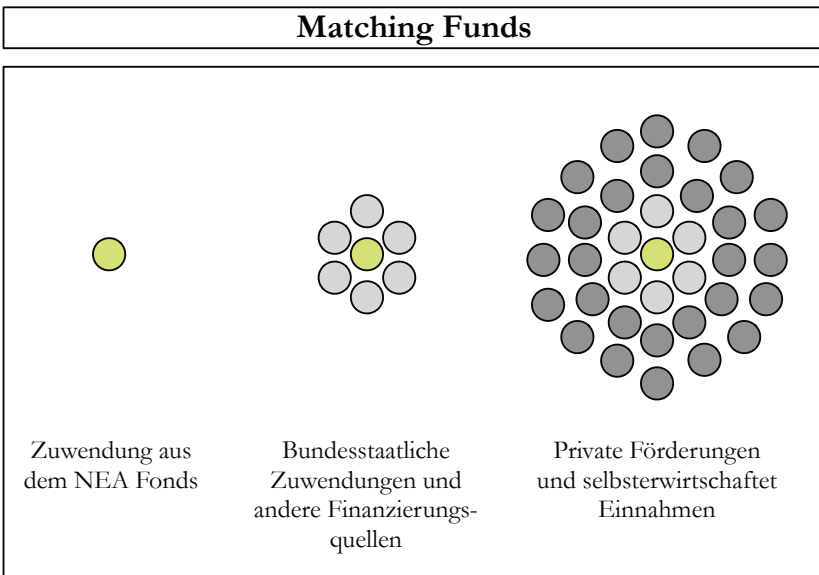 Matching Funds
Zuwendung aus
dem NEA Fonds
Bundesstaatliche
Zuwendungen und
andere Finanzierungs-
quellen
Private Förderungen
und selbsterwirtschaftet
Einnahmen